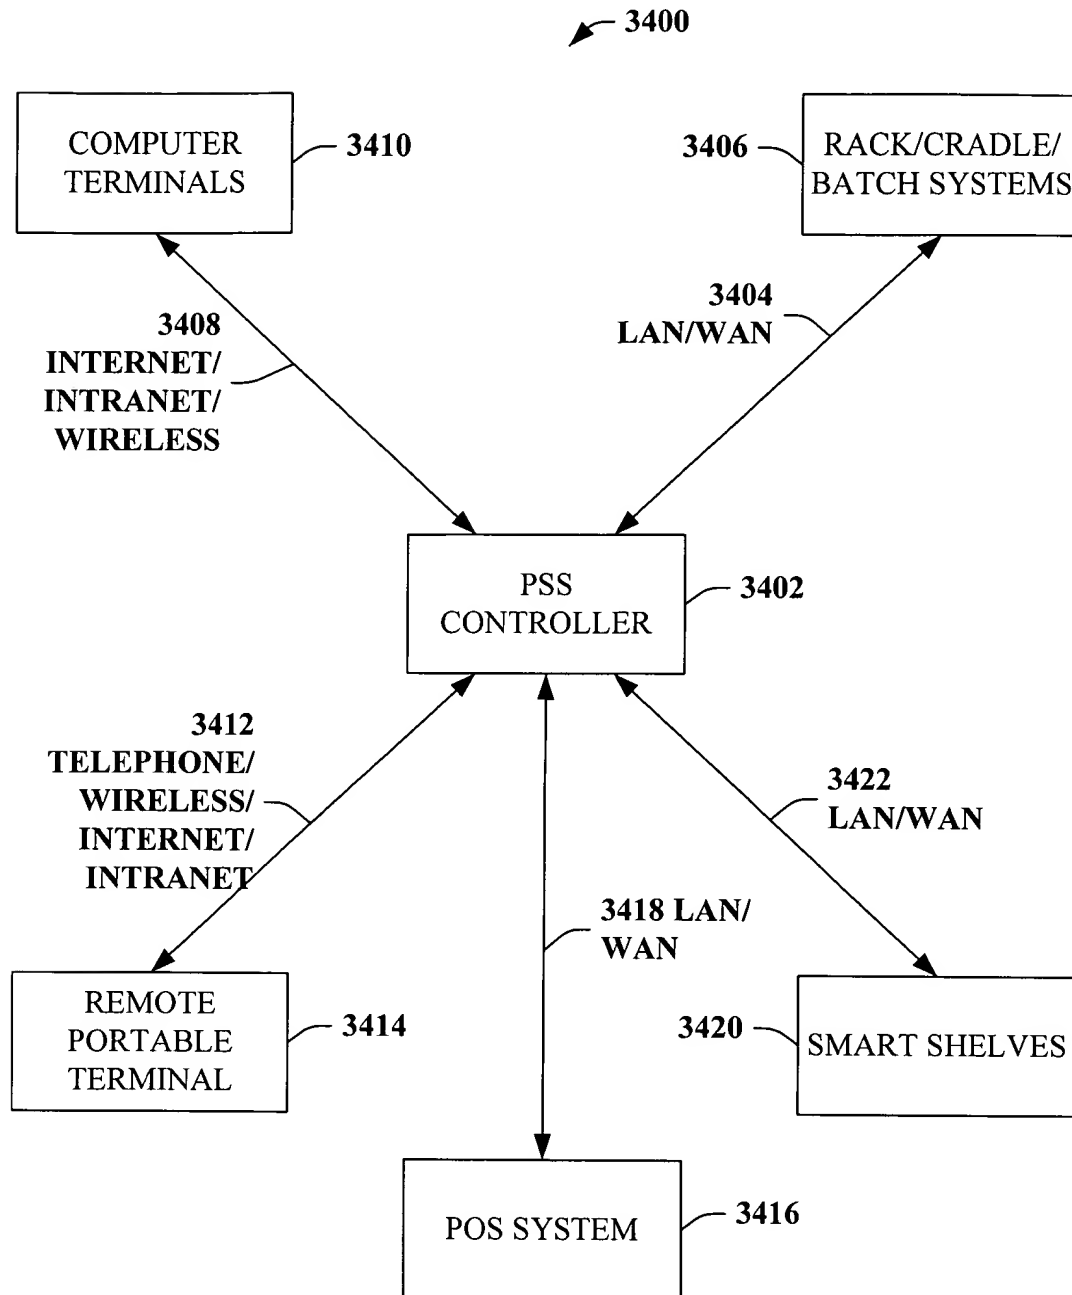 3400
COMPUTER
TERMINALS
3410
3406
RACK/CRADLE/
BATCH SYSTEMS
3408
INTERNET/
INTRANET/
WIRELESS
3404
LAN/WAN
PSS
CONTROLLER
3402
3412
TELEPHONE/
WIRELESS/
INTERNET/
INTRANET
3422
LAN/WAN
3418 LAN/
WAN
REMOTE
PORTABLE
TERMINAL
3414
3420
SMART SHELVES
POS SYSTEM
3416